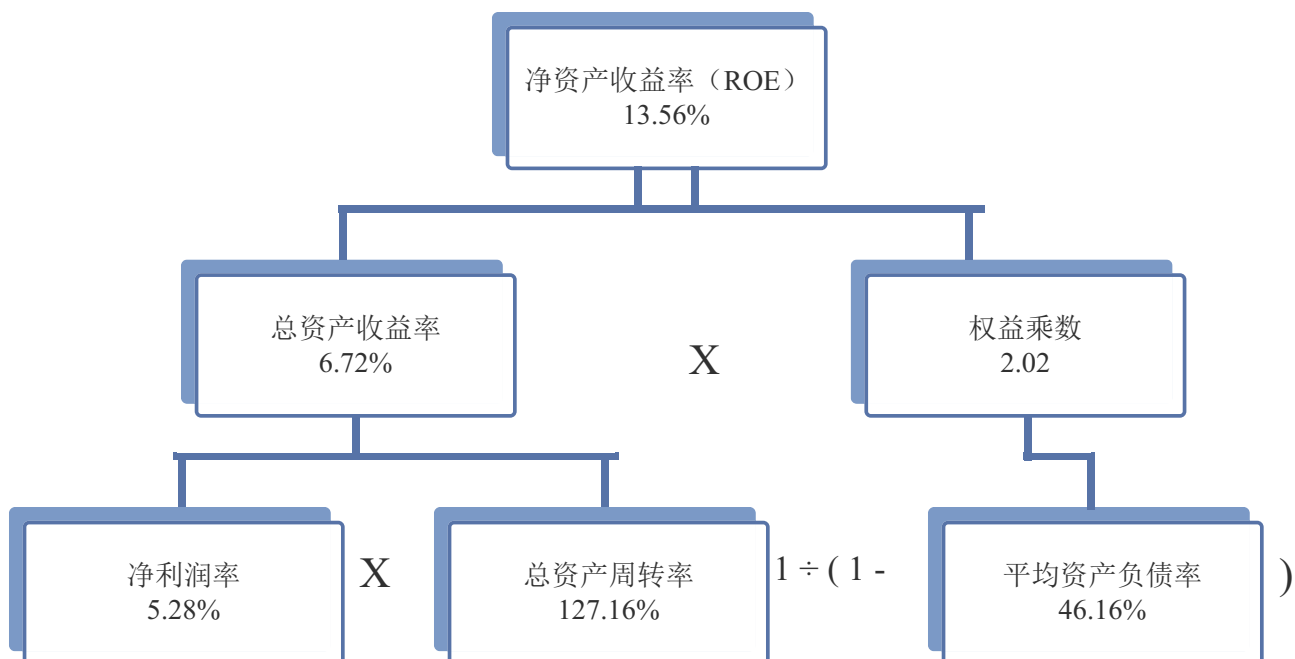 净资产收益率（ROE）
13.56%
总资产收益率
6.72%
X
权益乘数
2.02
净利润率
5.28%
X
总资产周转率
127.16%
1 ÷ ( 1 -
平均资产负债率
46.16%
)